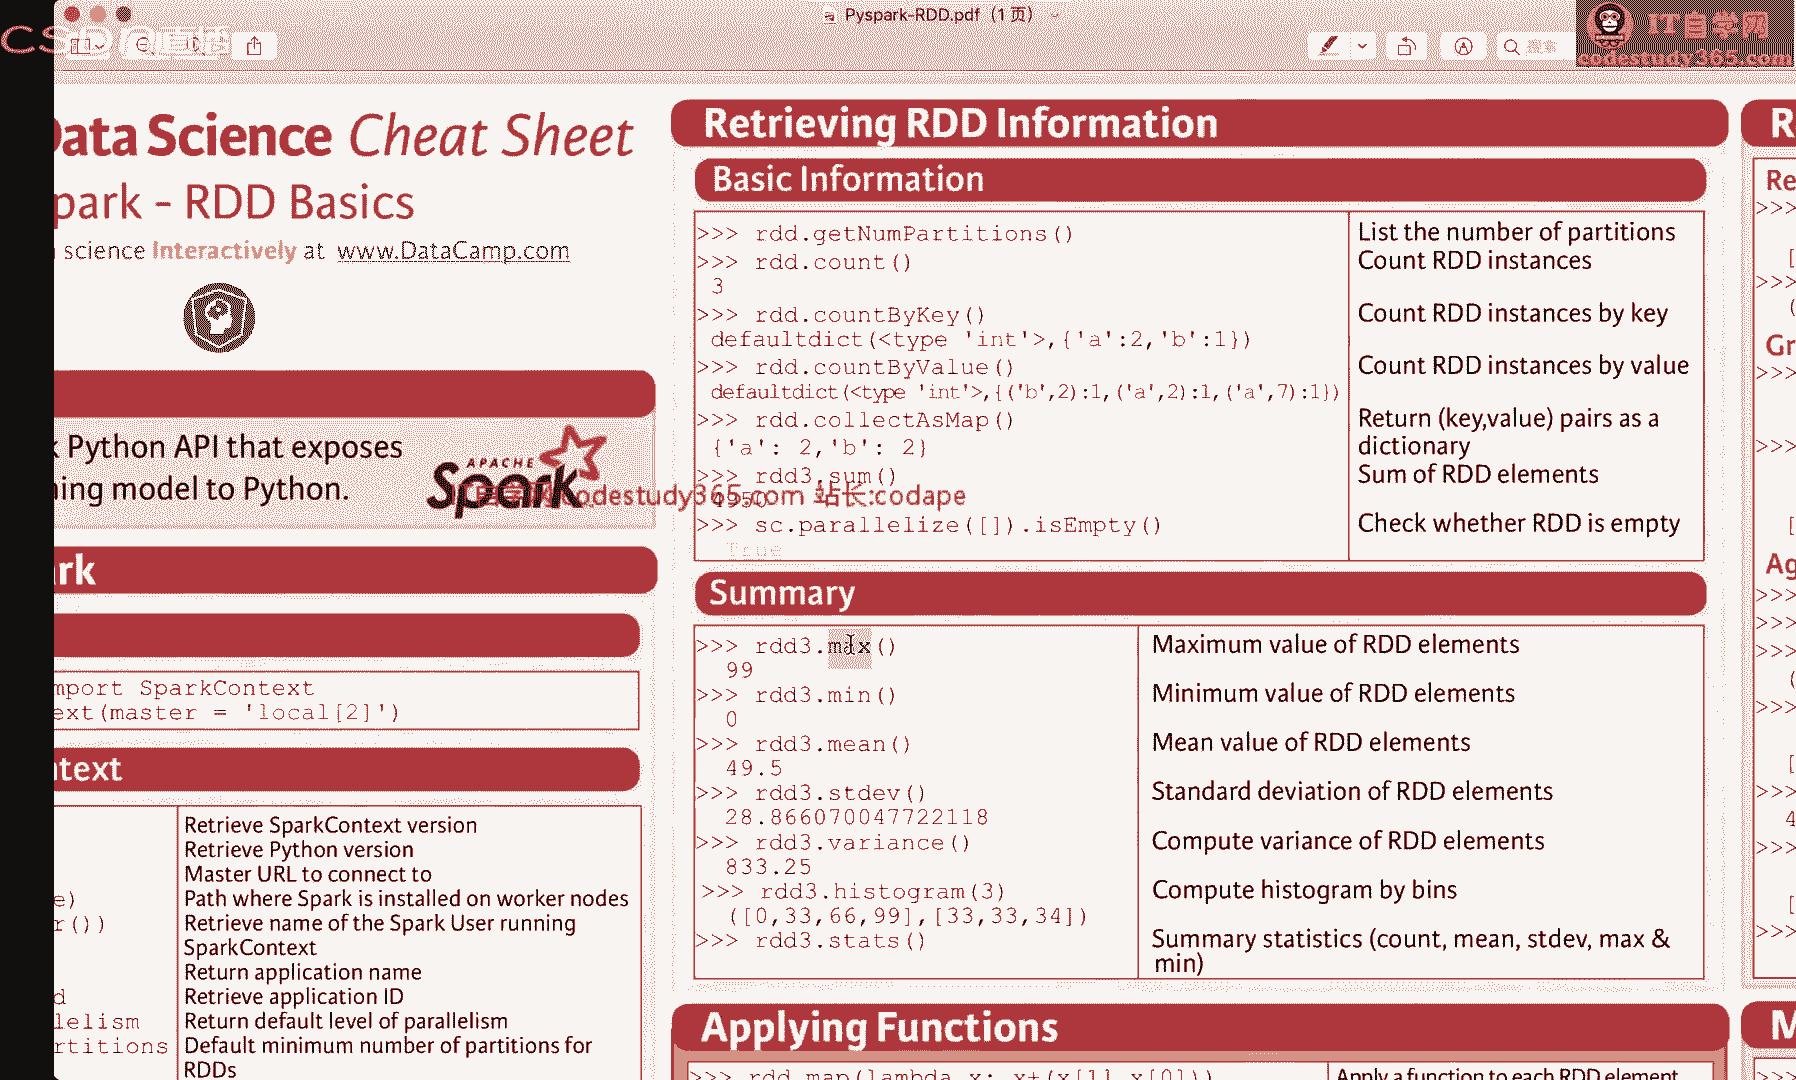 Pyspark-RDD.pdf（1 页）
搜索
IT自学网
codestudy365.com
Data Science Cheat Sheet
park - RDD Basics
science Interactively at www.DataCamp.com
Python API that exposes
ing model to Python.
APACHE
Spark
rk
mport SparkContext
ext(master = 'local[2]')
text
Retrieve SparkContext version
Retrieve Python version
Master URL to connect to
e) Path where Spark is installed on worker nodes
r()) Retrieve name of the Spark User running
SparkContext
Return application name
d Retrieve application ID
lelism Return default level of parallelism
rtitions Default minimum number of partitions for
RDDs
Retrieving RDD Information
Basic Information
>>> rdd.getNumPartitions() List the number of partitions
>>> rdd.count() Count RDD instances
3
>>> rdd.countByKey() Count RDD instances by key
defaultdict(<type 'int'>,{'a':2,'b':1})
>>> rdd.countByValue() Count RDD instances by value
defaultdict(<type 'int'>,{('b',2):1,('a',2):1,('a',7):1})
>>> rdd.collectAsMap() Return (key,value) pairs as a
{'a': 2,'b': 2} dictionary
>>> rdd3.sum() Sum of RDD elements
4950
codestudy365.com 站长:codape
>>> sc.parallelize([]).isEmpty() Check whether RDD is empty
True
Summary
>>> rdd3.max() Maximum value of RDD elements
99
>>> rdd3.min() Minimum value of RDD elements
0
>>> rdd3.mean() Mean value of RDD elements
49.5
>>> rdd3.stdev() Standard deviation of RDD elements
28.866070047722118
>>> rdd3.variance() Compute variance of RDD elements
833.25
>>> rdd3.histogram(3) Compute histogram by bins
([0,33,66,99],[33,33,34])
>>> rdd3.stats() Summary statistics (count, mean, stdev, max &
min)
Applying Functions
>>> rdd.map(lambda x: x+(x[1],x[0])) Apply a function to each RDD element
R
Re
>>>
[
>>>
(
Gr
>>>
>>>
[
Ag
>>>
>>>
>>>
(
>>>
[
>>>
4
>>>
[
>>>
M